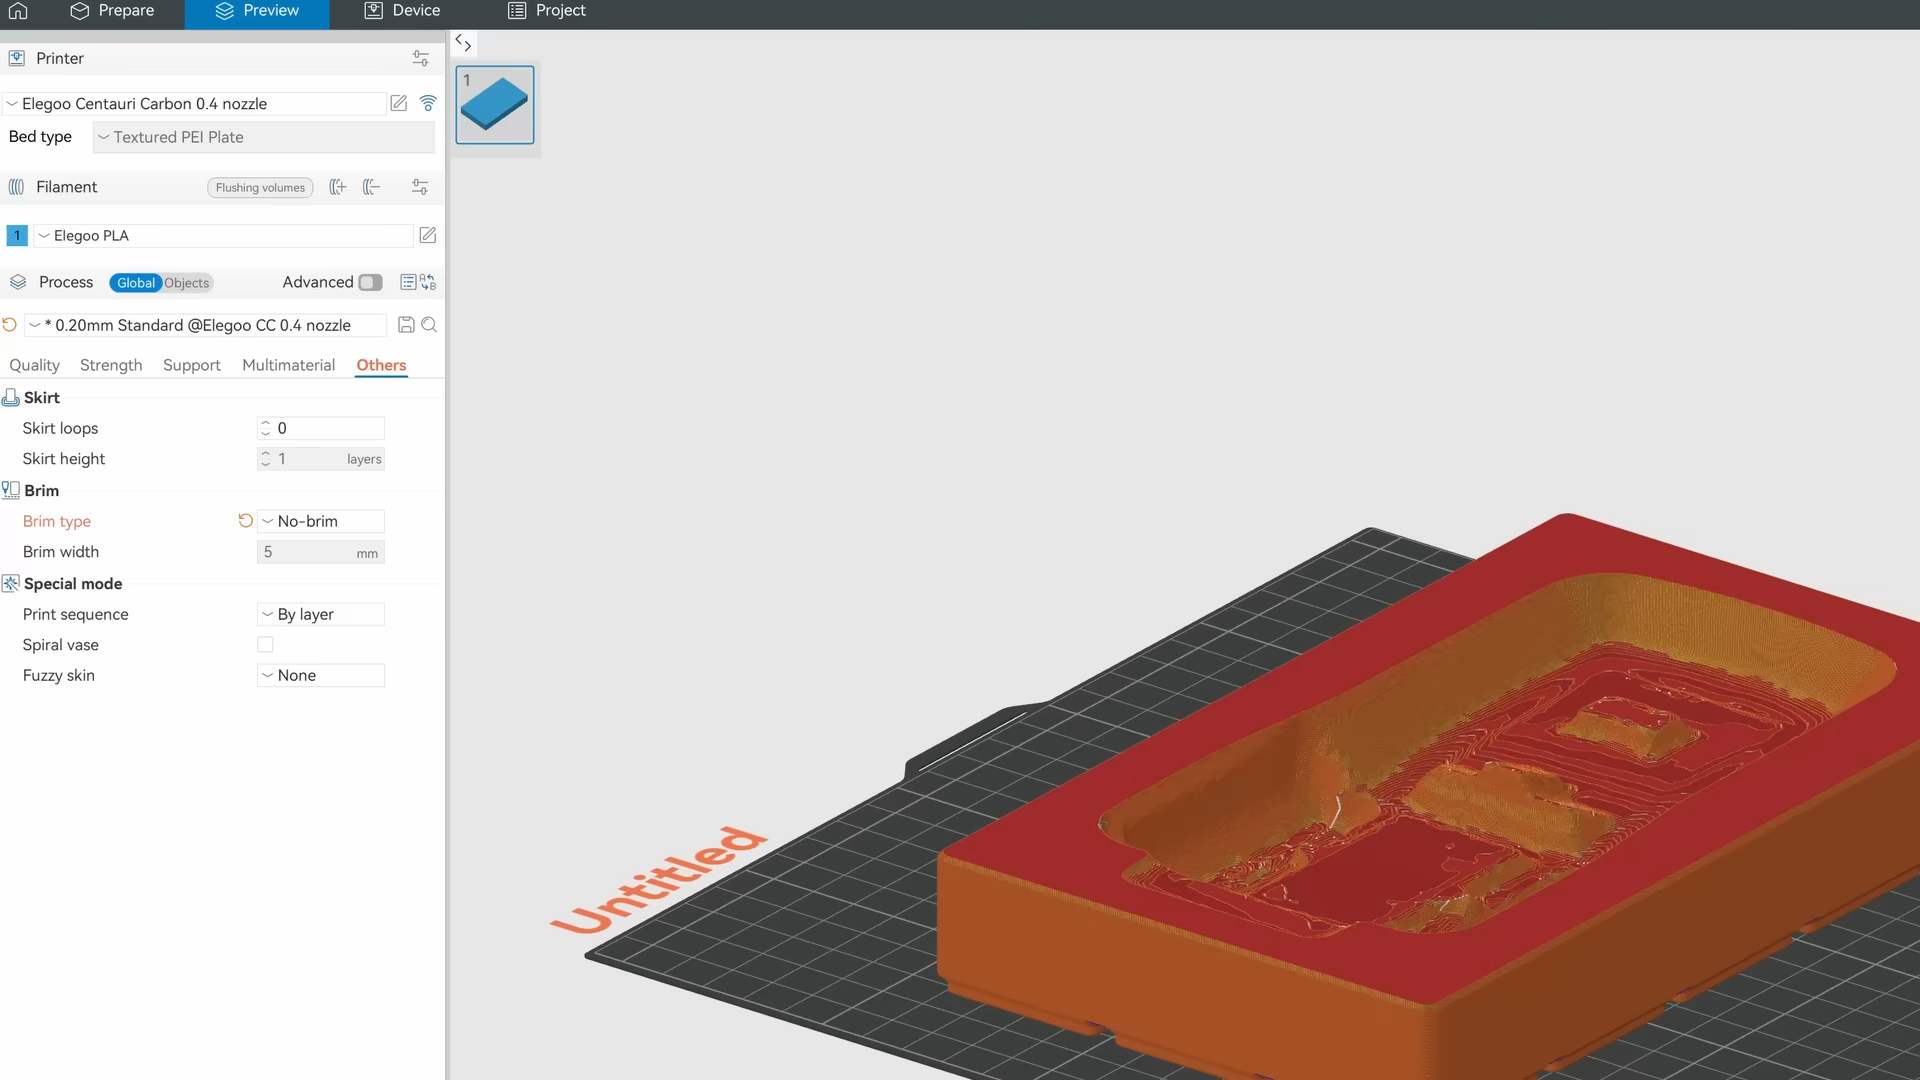 Prepare Preview Device Project
Printer
Elegoo Centauri Carbon 0.4 nozzle
Bed type Textured PEI Plate
1
Filament Flushing volumes
1 Elegoo PLA
Process Global Objects Advanced
* 0.20mm Standard @Elegoo CC 0.4 nozzle
Quality Strength Support Multimaterial Others
Skirt
Skirt loops 0
Skirt height 1 layers
Brim
Brim type No-brim
Brim width 5 mm
Special mode
Print sequence By layer
Spiral vase
Fuzzy skin None
Untitled